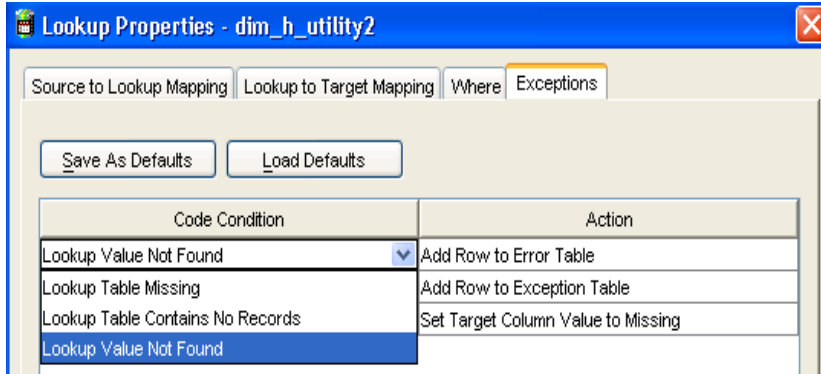 Lookup Properties - dim_h_utility2
Source to Lookup Mapping Lookup to Target Mapping Where Exceptions
Save As Defaults Load Defaults
Code Condition Action
Lookup Value Not Found Add Row to Error Table
Lookup Table Missing Add Row to Exception Table
Lookup Table Contains No Records Set Target Column Value to Missing
Lookup Value Not Found